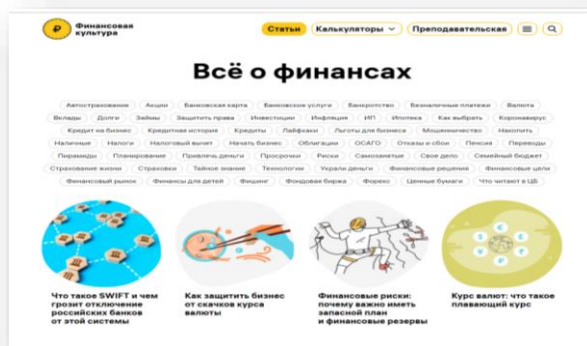 Финансовая
культура
Статьи
Калькуляторы
Преподавательская
Всё о финансах
Автострахование Акции Банковская карта Банковские услуги Банкротство Безналичные платежи Валюта
Вклады Долги Займы Защитить права Инвестиции Инфляция ИП Ипотека Как выбрать Коронавирус
Кредит на бизнес Кредитная история Кредиты Лайфхаки Льготы для бизнеса Мошенничество Накопить
Наличные Налоги Налоговый вычет Начать бизнес Облигации ОСАГО Отказы и сбои Пенсия Переводы
Пирамиды Планирование Привлечь деньги Просрочки Риски Самозанятые Свое дело Семейный бюджет
Страхование жизни Страховки Тайное знание Технологии Украли деньги Финансовые решения Финансовые цели
Финансовый рынок Финансы для детей Фишинг Фондовая биржа Форекс Ценные бумаги Что читают в ЦБ
Что такое SWIFT и чем
грозит отключение
российских банков
от этой системы
Как защитить бизнес
от скачков курса
валюты
Финансовые риски:
почему важно иметь
запасной план
и финансовые резервы
Курс валют: что такое
плавающий курс